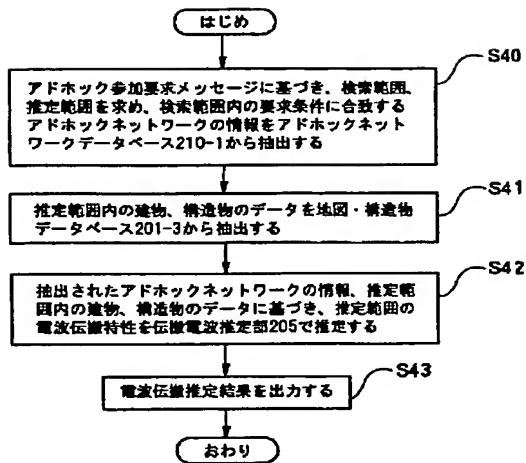 はじめ
S40
アドホック参加要求メッセージに基づき、検索範囲、
推定範囲を求め、検索範囲内の要求条件に合致する
アドホックネットワークの情報をアドホックネット
ワークデータベース210-1から抽出する
S41
推定範囲内の建物、構造物のデータを地図・構造物
データベース201-3から抽出する
S42
抽出されたアドホックネットワークの情報、推定範
囲内の建物、構造物のデータに基づき、推定範囲の
電波伝搬特性を伝搬電波推定部205で推定する
S43
電波伝搬推定結果を出力する
おわり